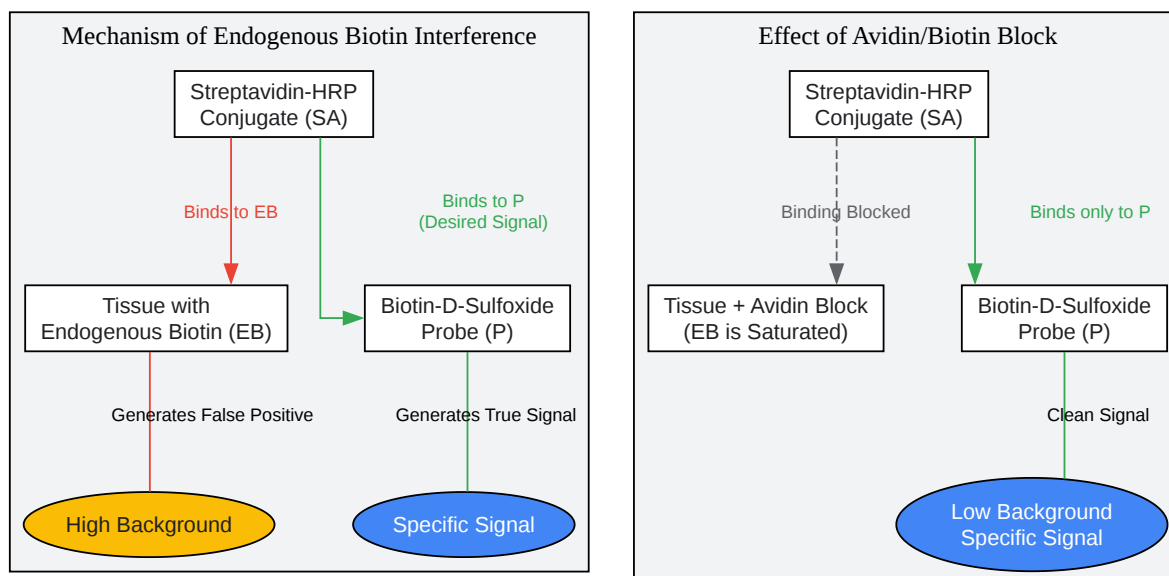 Mechanism of Endogenous Biotin Interference
Streptavidin-HRP
Conjugate (SA)
Binds to EB
Binds to P
(Desired Signal)
Tissue with
Endogenous Biotin (EB)
Biotin-D-Sulfoxide
Probe (P)
Generates False Positive
Generates True Signal
High Background
Specific Signal
Effect of Avidin/Biotin Block
Streptavidin-HRP
Conjugate (SA)
Binding Blocked
Binds only to P
Tissue + Avidin Block
(EB is Saturated)
Biotin-D-Sulfoxide
Probe (P)
Clean Signal
Low Background
Specific Signal